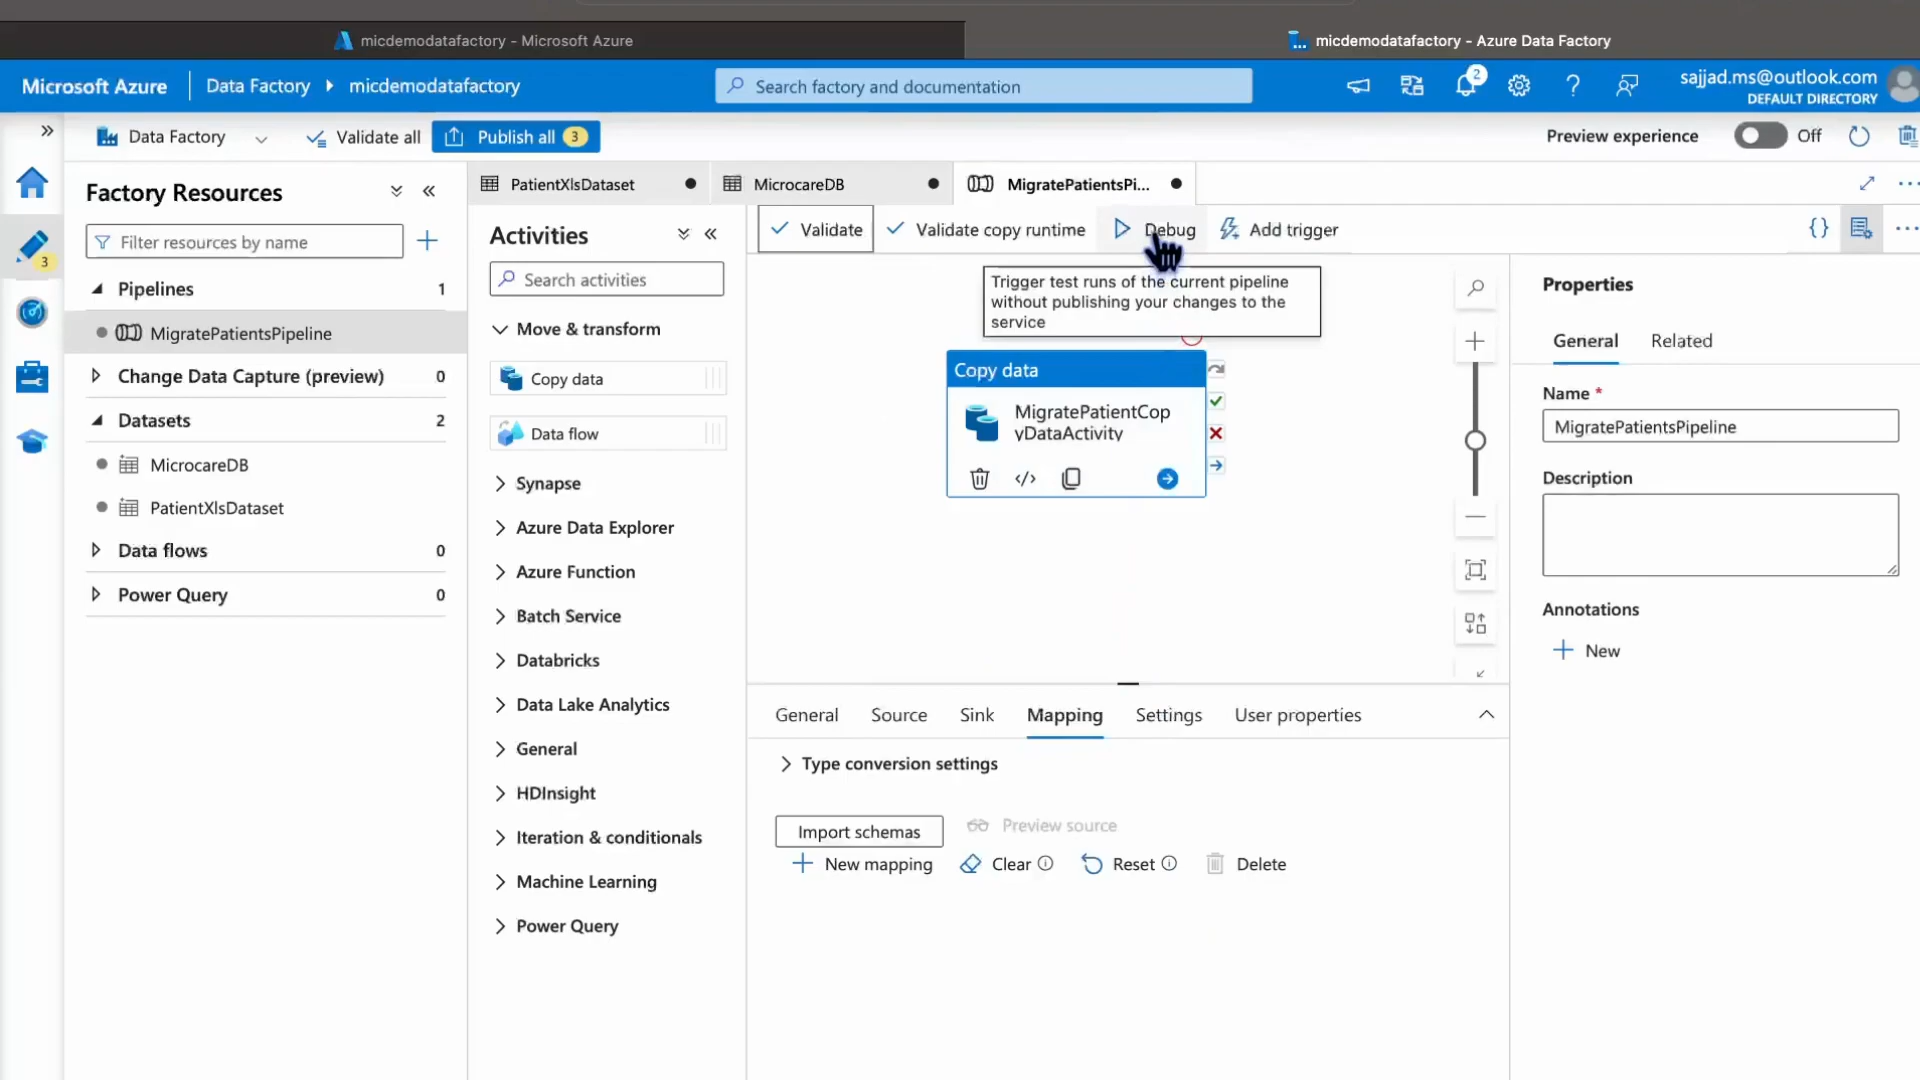 micdemodatafactory - Microsoft Azure
micdemodatafactory - Azure Data Factory
Microsoft Azure
Data Factory
micdemodatafactory
Search factory and documentation
2
sajjad.ms@outlook.com
DEFAULT DIRECTORY
Data Factory
Validate all
Publish all 3
Preview experience
Off
3
Factory Resources
Filter resources by name
Pipelines 1
MigratePatientsPipeline
Change Data Capture (preview) 0
Datasets 2
MicrocareDB
PatientXlsDataset
Data flows 0
Power Query 0
PatientXlsDataset
MicrocareDB
MigratePatientsPi...
Activities
Search activities
Move & transform
Copy data
Data flow
Synapse
Azure Data Explorer
Azure Function
Batch Service
Databricks
Data Lake Analytics
General
HDInsight
Iteration & conditionals
Machine Learning
Power Query
Validate
Validate copy runtime
Debug
Add trigger
{}
Trigger test runs of the current pipeline
without publishing your changes to the
service
Copy data
MigratePatientCop
yDataActivity
General
Source
Sink
Mapping
Settings
User properties
Type conversion settings
Import schemas
Preview source
New mapping
Clear
Reset
Delete
Properties
General
Related
Name *
MigratePatientsPipeline
Description
Annotations
New